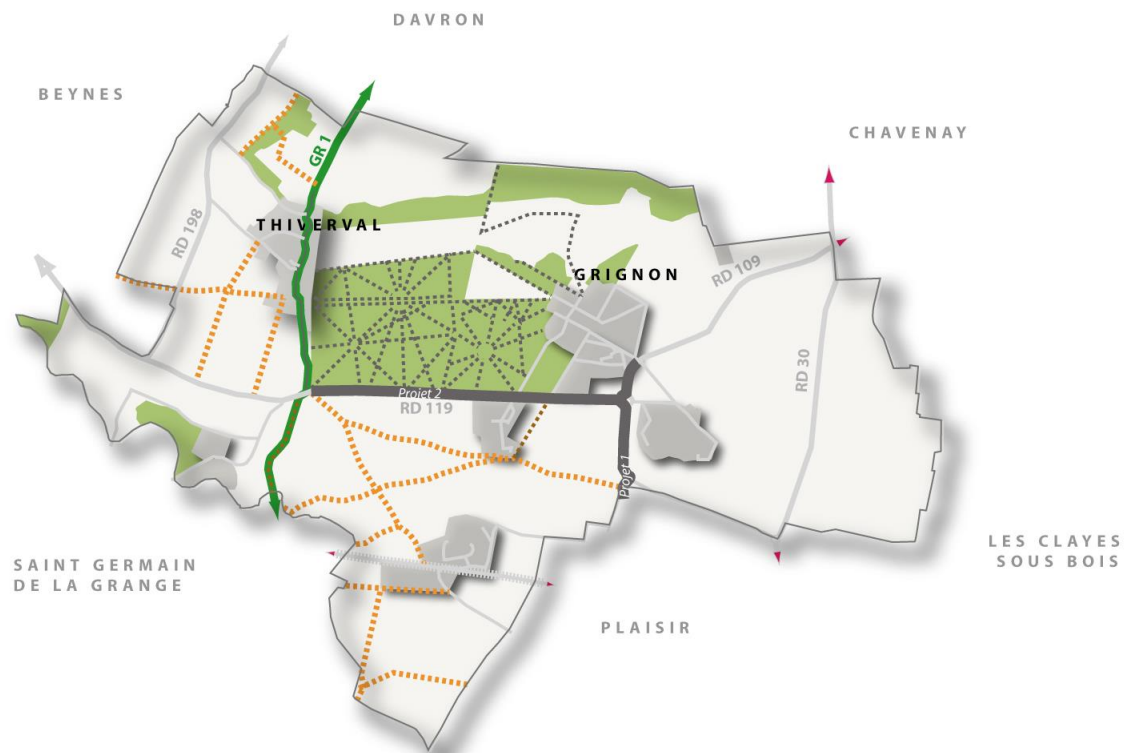 DAVRON
BEYNES
CHAVENAY
GR 1
THIVERVAL
RD 198
GRIGNON
RD 109
RD 30
Projet 2
RD 119
Projet 1
SAINT GERMAIN
DE LA GRANGE
LES CLAYES
SOUS BOIS
PLAISIR